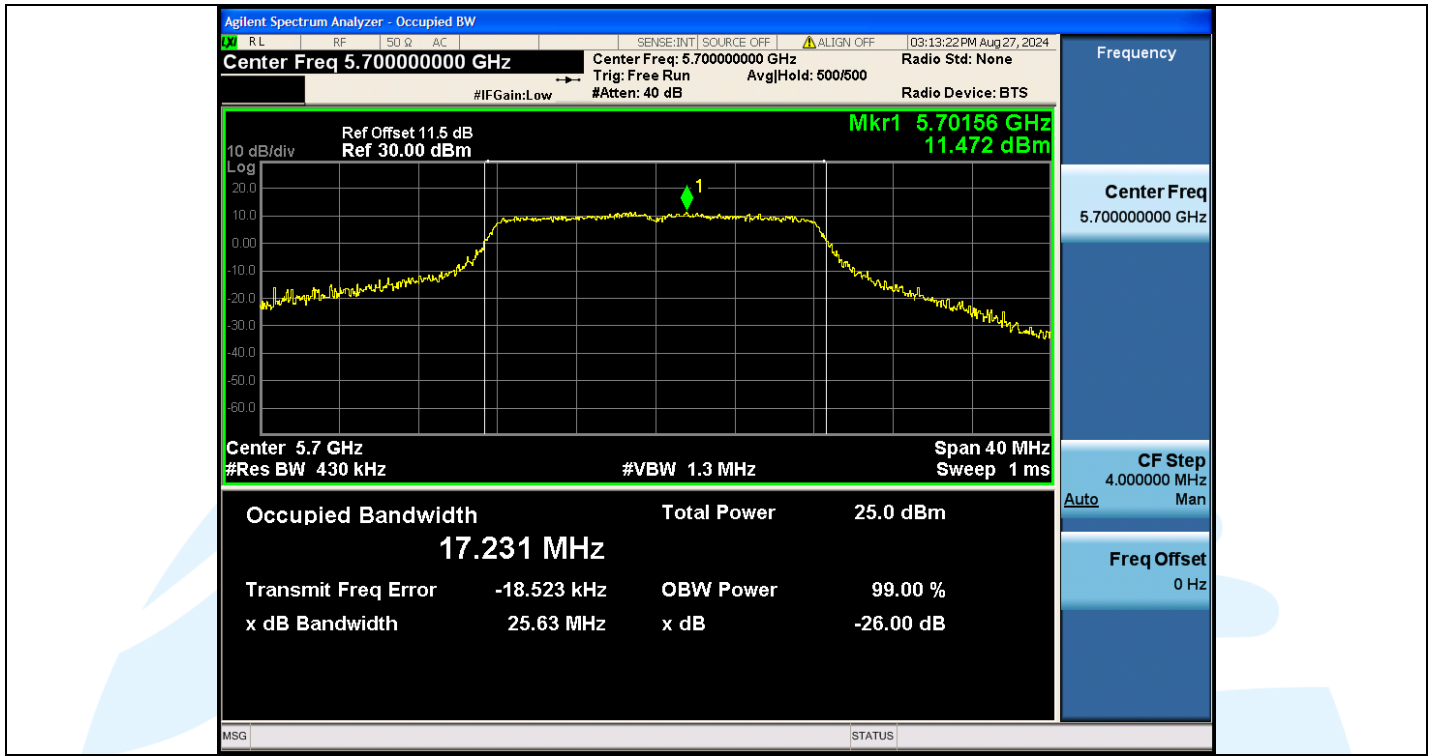 Agilent Spectrum Analyzer - Occupied BW
LXI RL RF 50 Ω AC SENSE:INT SOURCE OFF ALIGN OFF 03:13:22 PM Aug 27, 2024
Center Freq 5.700000000 GHz
Center Freq: 5.700000000 GHz Radio Std: None
Trig: Free Run Avg|Hold: 500/500
#IFGain:Low #Atten: 40 dB Radio Device: BTS
Frequency
Mkr1 5.70156 GHz
11.472 dBm
Ref Offset 11.5 dB
10 dB/div Ref 30.00 dBm
Log
20.0
10.0
0.00
-10.0
-20.0
-30.0
-40.0
-50.0
-60.0
1
Center 5.7 GHz Span 40 MHz
#Res BW 430 kHz #VBW 1.3 MHz Sweep 1 ms
Center Freq
5.700000000 GHz
CF Step
4.000000 MHz
Auto Man
Freq Offset
0 Hz
Occupied Bandwidth Total Power 25.0 dBm
17.231 MHz
Transmit Freq Error -18.523 kHz OBW Power 99.00 %
x dB Bandwidth 25.63 MHz x dB -26.00 dB
MSG STATUS